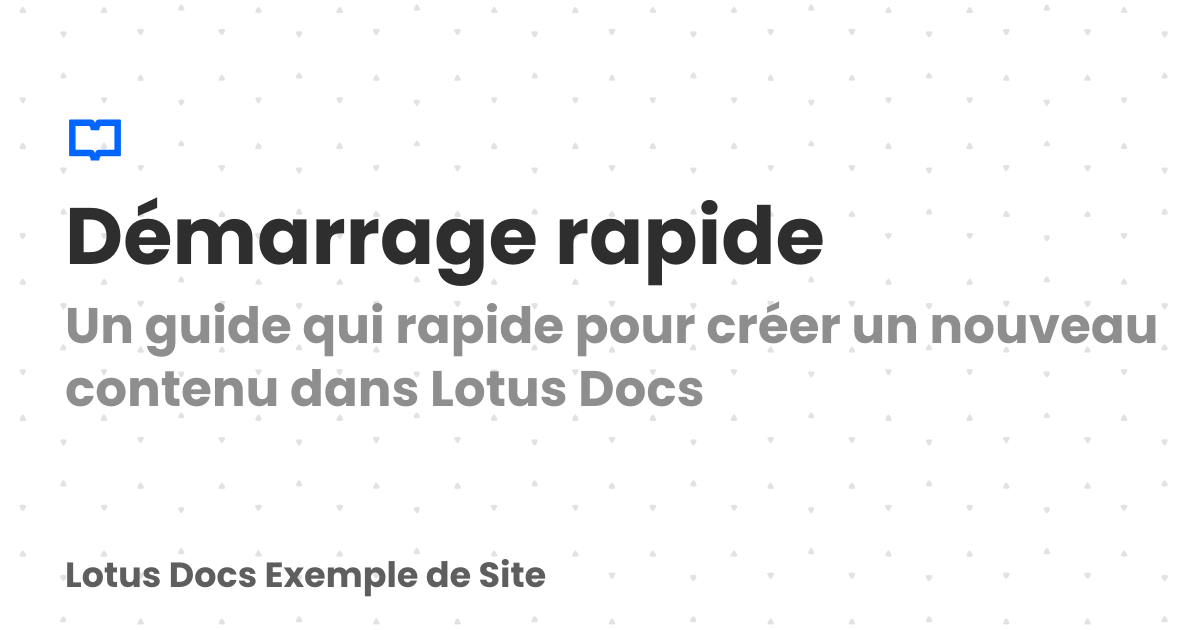 Démarrage rapide
Un guide qui rapide pour créer un nouveau
contenu dans Lotus Docs
Lotus Docs Exemple de Site